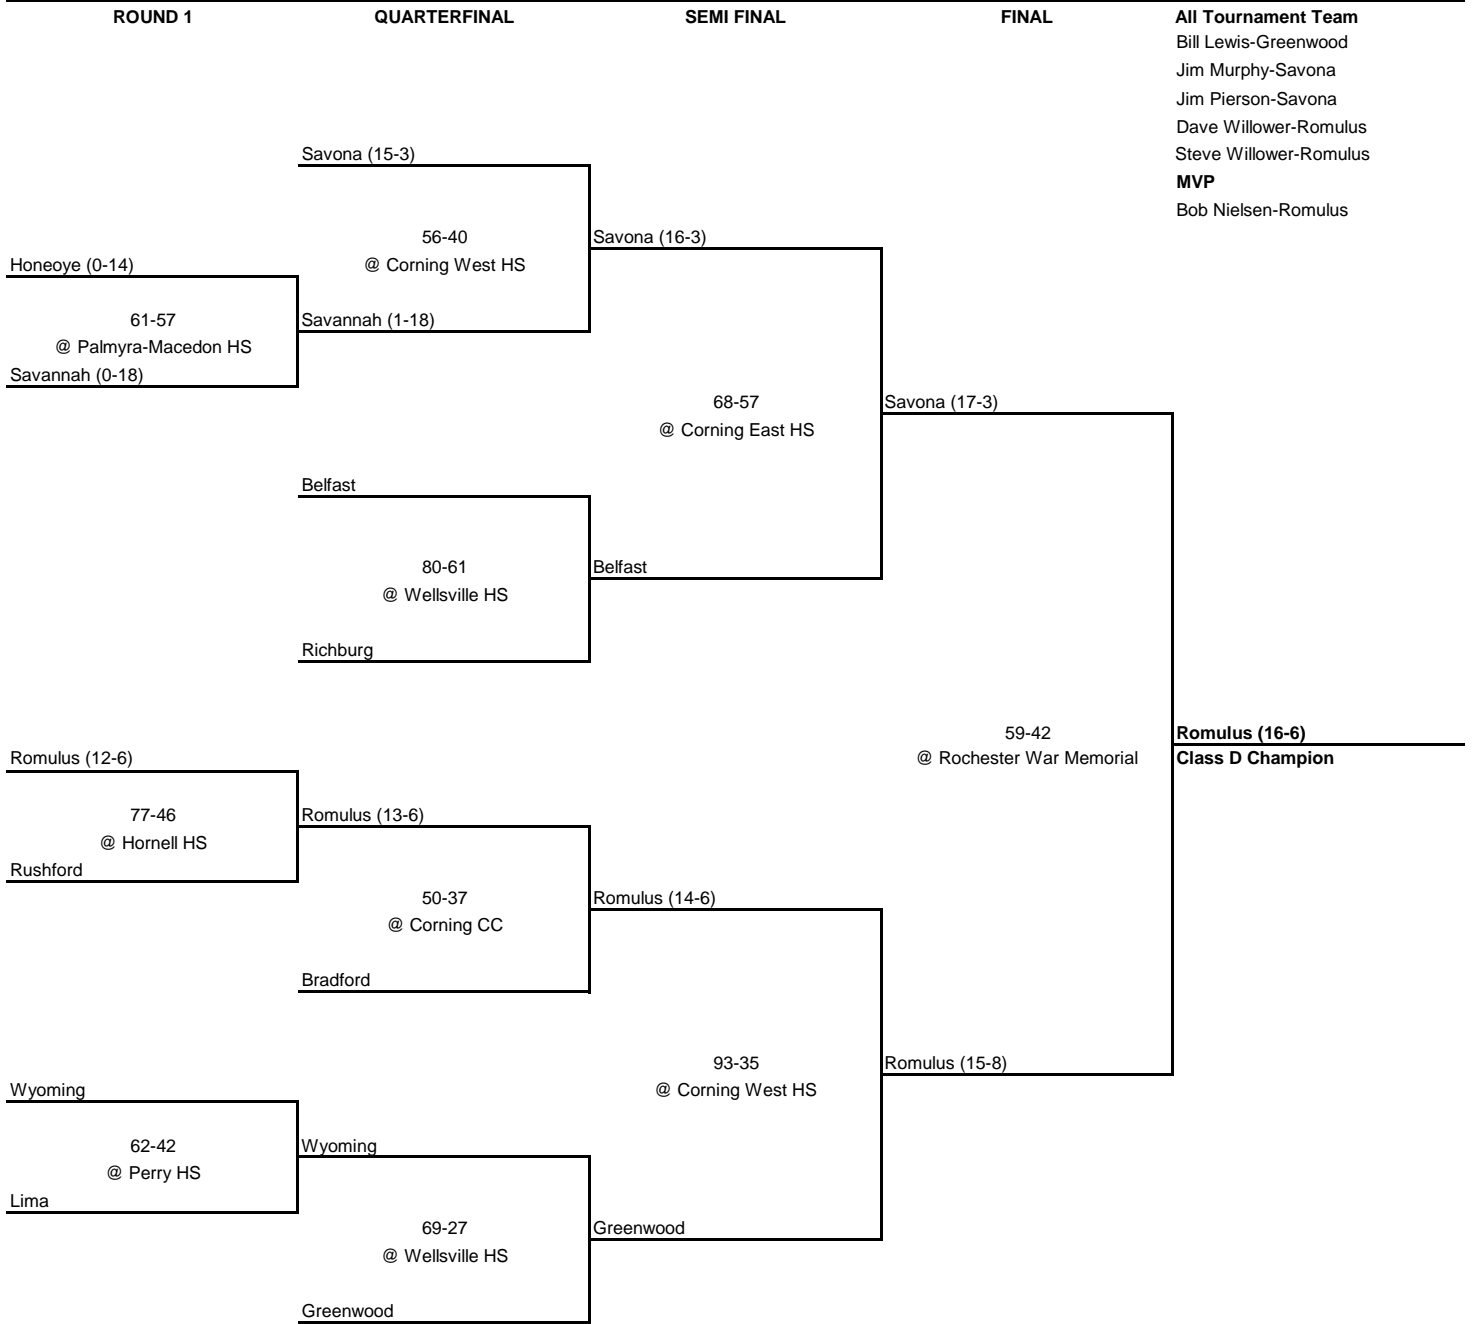 ROUND 1 QUARTERFINAL SEMI FINAL FINAL All Tournament Team
Bill Lewis-Greenwood
Jim Murphy-Savona
Jim Pierson-Savona
Dave Willower-Romulus
Savona (15-3) Steve Willower-Romulus
MVP
Bob Nielsen-Romulus
56-40 Savona (16-3)
Honeoye (0-14) @ Corning West HS
61-57 Savannah (1-18)
@ Palmyra-Macedon HS
Savannah (0-18)
68-57 Savona (17-3)
@ Corning East HS
Belfast
80-61 Belfast
@ Wellsville HS
Richburg
59-42 Romulus (16-6)
Romulus (12-6) @ Rochester War Memorial Class D Champion
77-46 Romulus (13-6)
@ Hornell HS
Rushford
50-37 Romulus (14-6)
@ Corning CC
Bradford
93-35 Romulus (15-8)
Wyoming @ Corning West HS
62-42 Wyoming
@ Perry HS
Lima
69-27 Greenwood
@ Wellsville HS
Greenwood